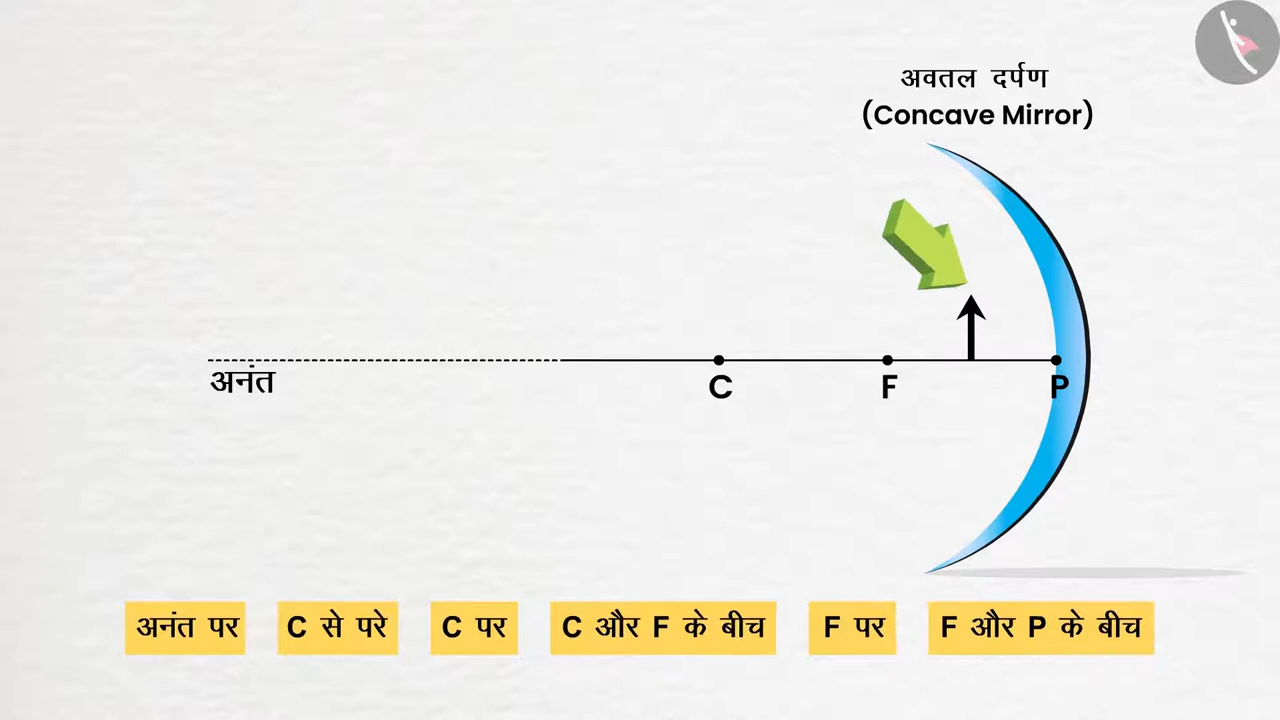 अवतल दर्पण
(Concave Mirror)
C
F
P
अनंत
अनंत पर
C से परे
C पर
C और F के बीच
F पर
F और P के बीच